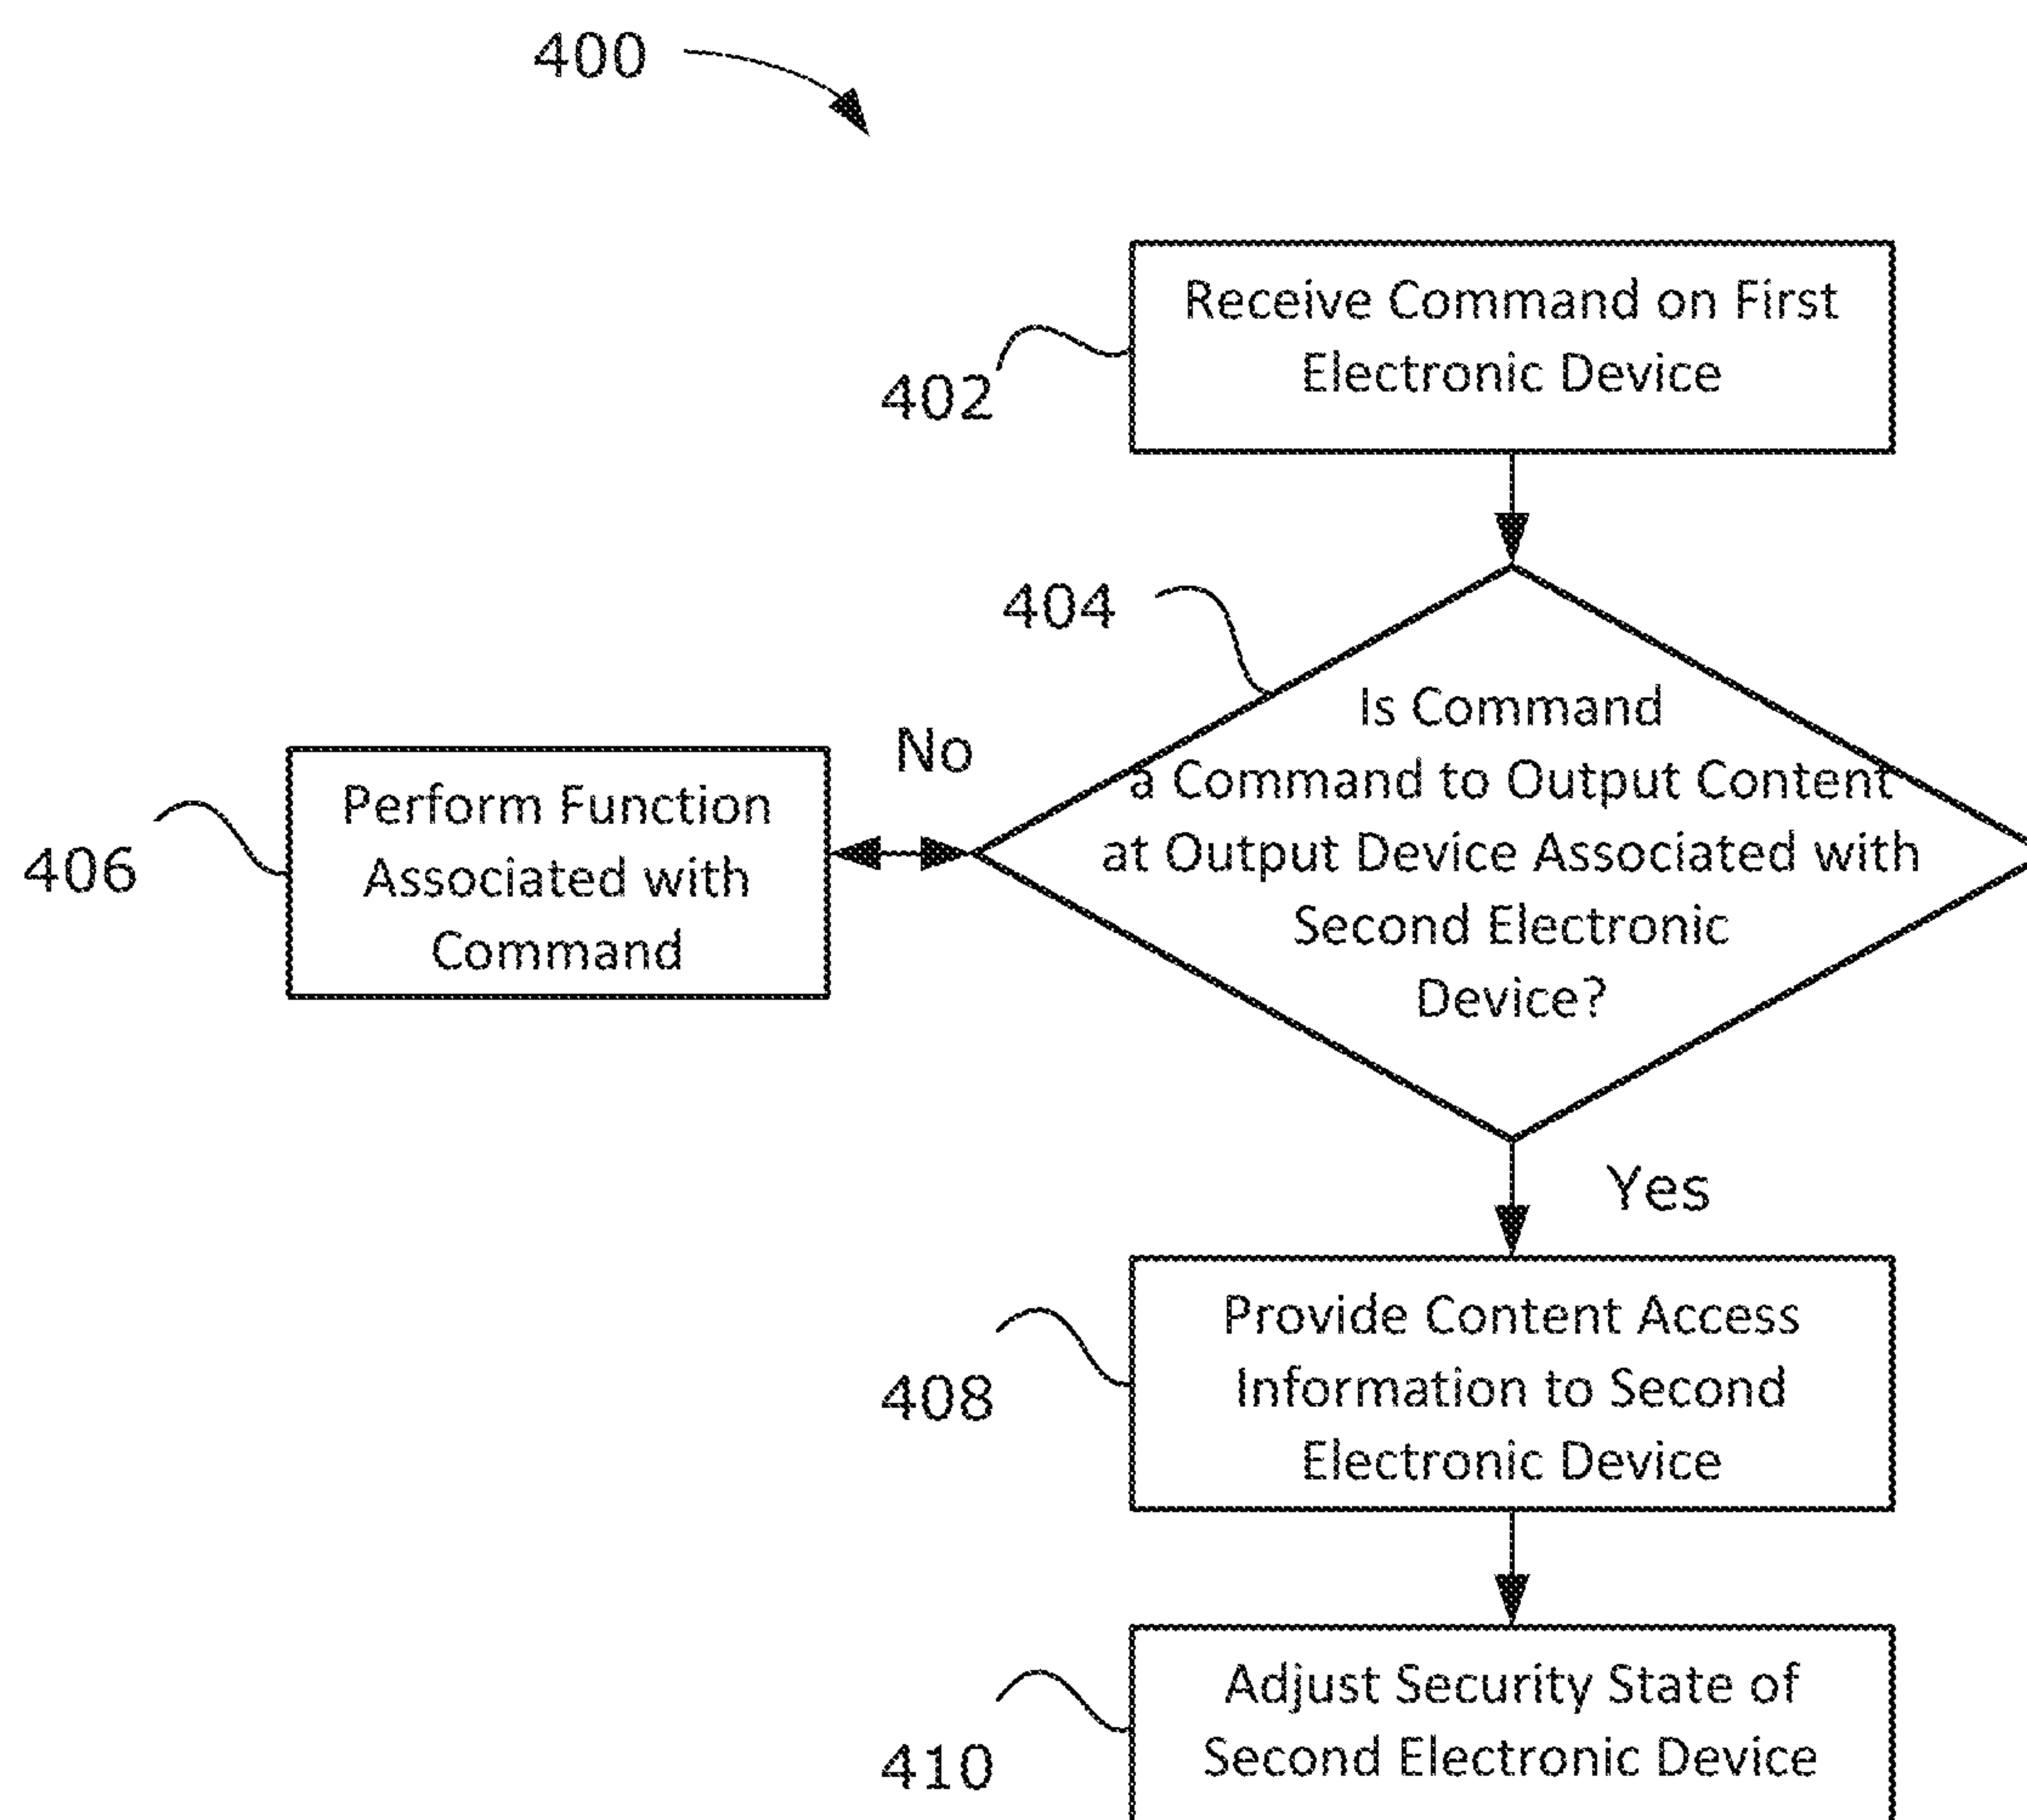 400
Receive Command on First
Electronic Device
402
404
Is Command
a Command to Output Content
at Output Device Associated with
Second Electronic
Device?
No
Perform Function
Associated with
Command
406
Yes
Provide Content Access
Information to Second
Electronic Device
408
Adjust Security State of
Second Electronic Device
410